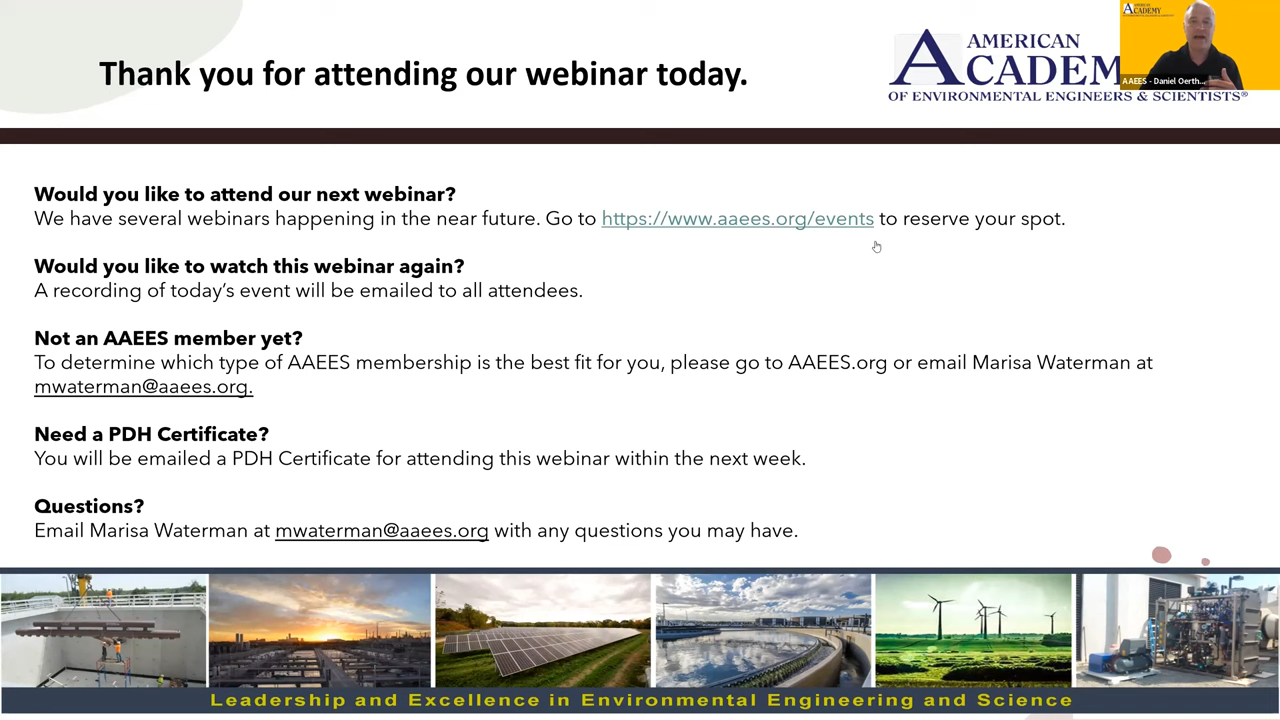 Thank you for attending our webinar today.
AMERICAN
ACADEM
OF ENVIRONMENTAL ENGINEERS & SCIENTISTS®
ACADEMY
AAEES - Daniel Oerth...
Would you like to attend our next webinar?
We have several webinars happening in the near future. Go to https://www.aaees.org/events to reserve your spot.
Would you like to watch this webinar again?
A recording of today's event will be emailed to all attendees.
Not an AAEES member yet?
To determine which type of AAEES membership is the best fit for you, please go to AAEES.org or email Marisa Waterman at
mwaterman@aaees.org.
Need a PDH Certificate?
You will be emailed a PDH Certificate for attending this webinar within the next week.
Questions?
Email Marisa Waterman at mwaterman@aaees.org with any questions you may have.
Leadership and Excellence in Environmental Engineering and Science